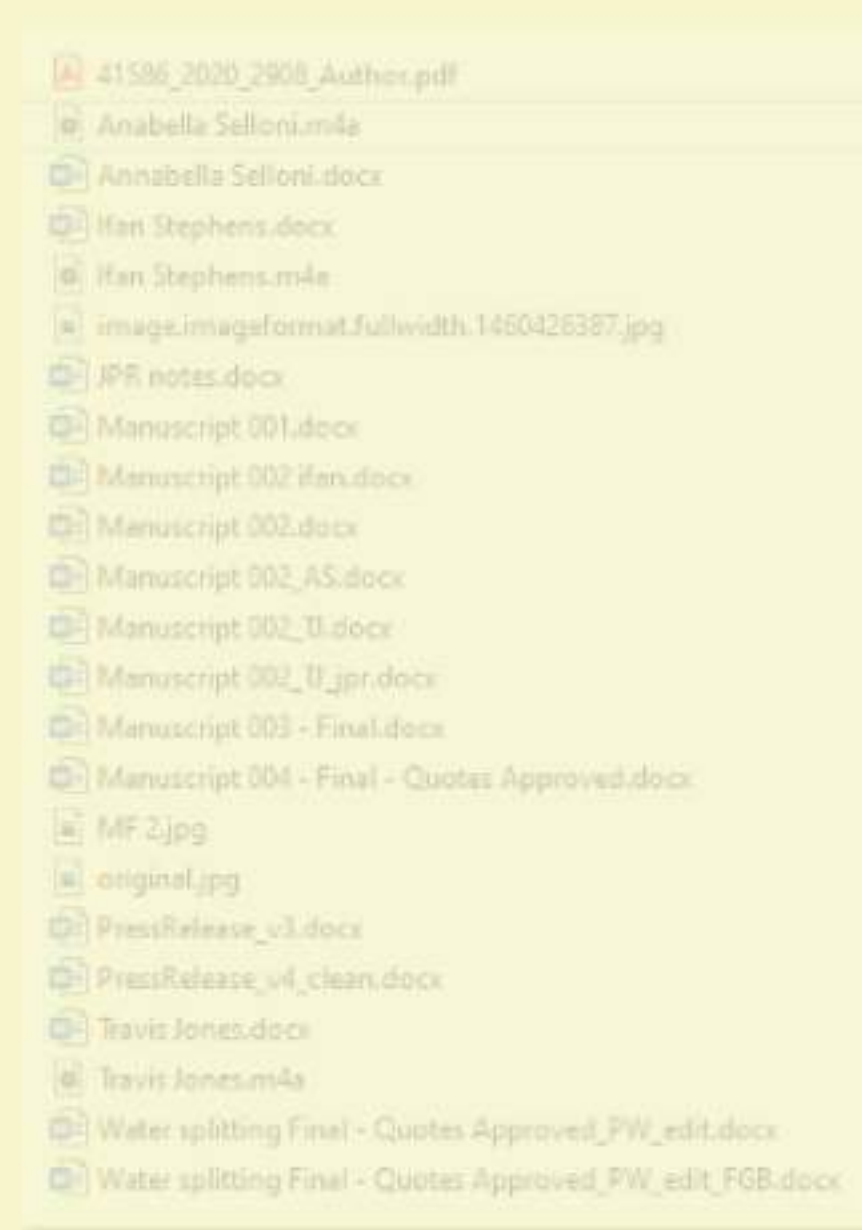 41586_2020_2908_Author.pdf
Anabella Selloni.m4a
Annabella Selloni.docx
Ifan Stephens.docx
Ifan Stephens.m4a
image.imageformat.fullwidth.1460426387.jpg
JPR notes.docx
Manuscript 001.docx
Manuscript 002 ifan.docx
Manuscript 002.docx
Manuscript 002_AS.docx
Manuscript 002_TJ.docx
Manuscript 002_TJ_jpr.docx
Manuscript 003 - Final.docx
Manuscript 004 - Final - Quotes Approved.docx
MF 2.jpg
original.jpg
PressRelease_v3.docx
PressRelease_v4_clean.docx
Travis Jones.docx
Travis Jones.m4a
Water splitting Final - Quotes Approved_PW_edit.docx
Water splitting Final - Quotes Approved_PW_edit_FGB.docx